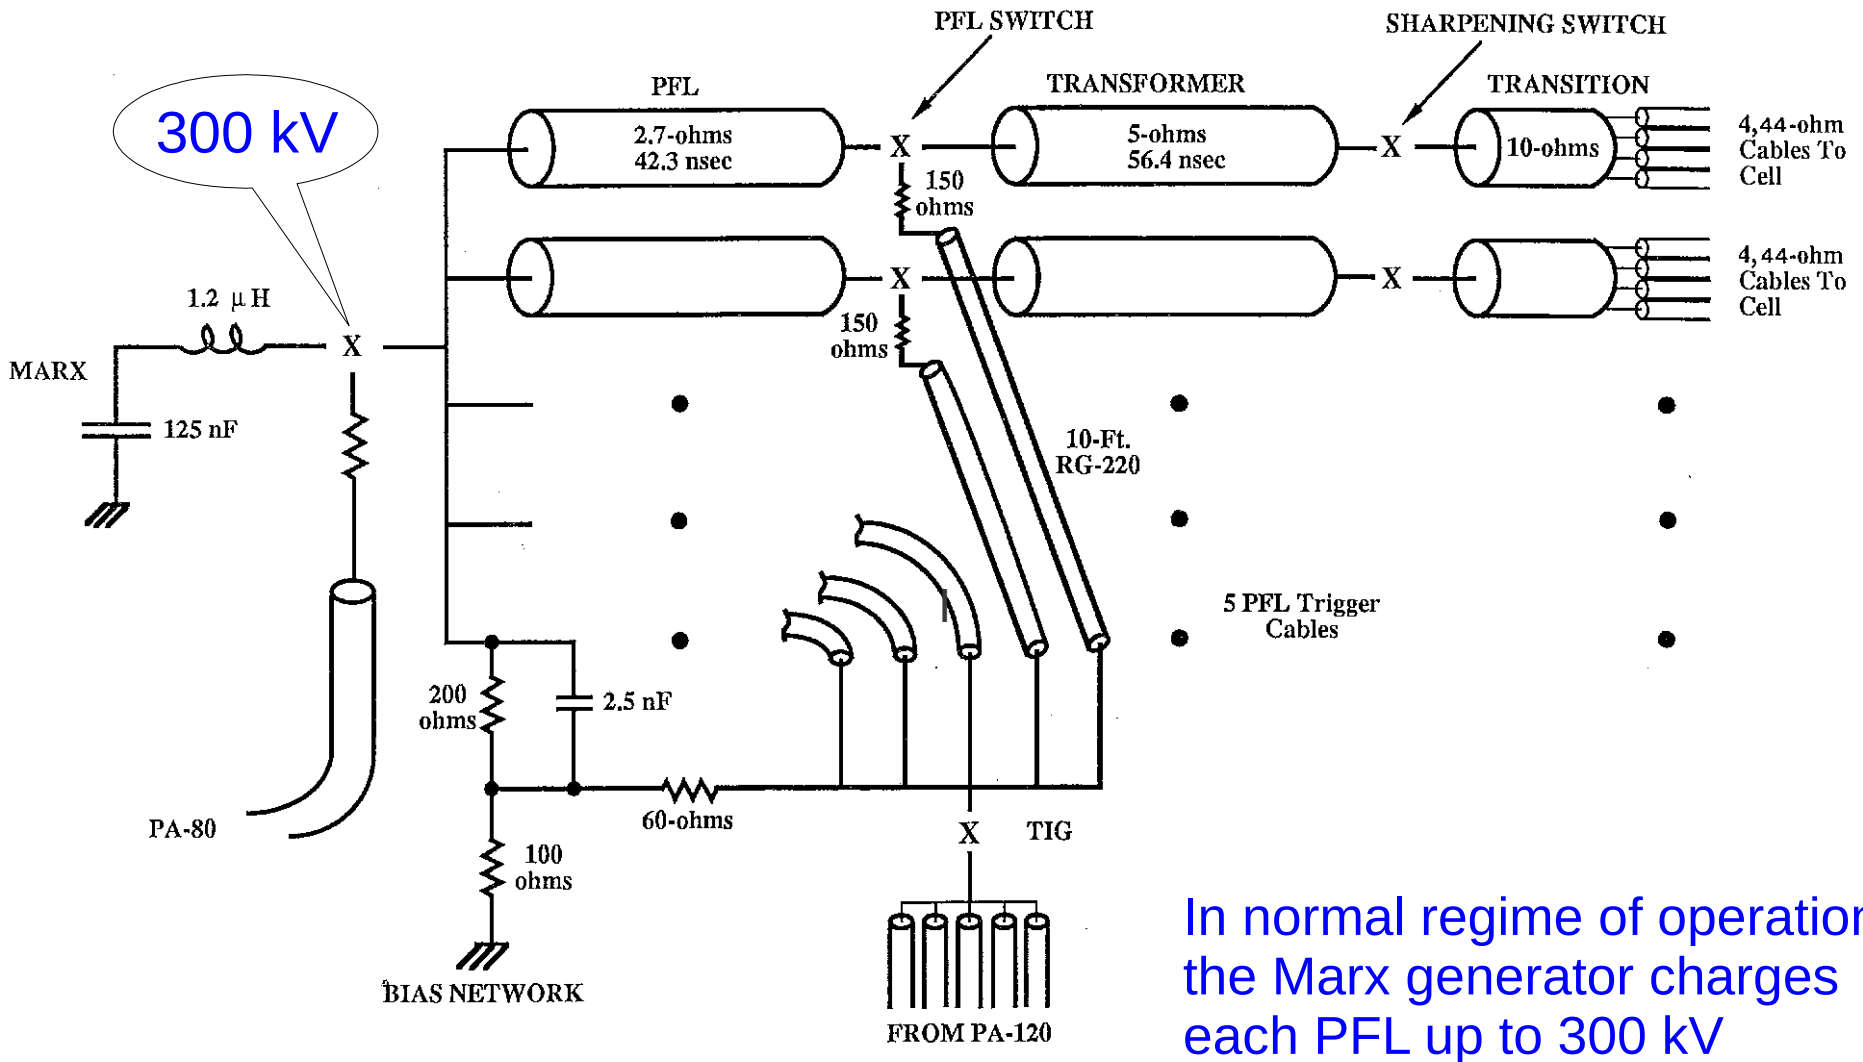 PFL SWITCH
SHARPENING SWITCH
PFL
TRANSFORMER
TRANSITION
300 kV
2.7-ohms
42.3 nsec
X
5-ohms
56.4 nsec
X
10-ohms
4,44-ohm
Cables To
Cell
150
ohms
X
X
4,44-ohm
Cables To
Cell
1.2 μH
150
ohms
X
MARX
125 nF
10-Ft.
RG-220
5 PFL Trigger
Cables
200
ohms
2.5 nF
60-ohms
PA-80
X
TIG
100
ohms
BIAS NETWORK
FROM PA-120
In normal regime of operation
the Marx generator charges
each PFL up to 300 kV